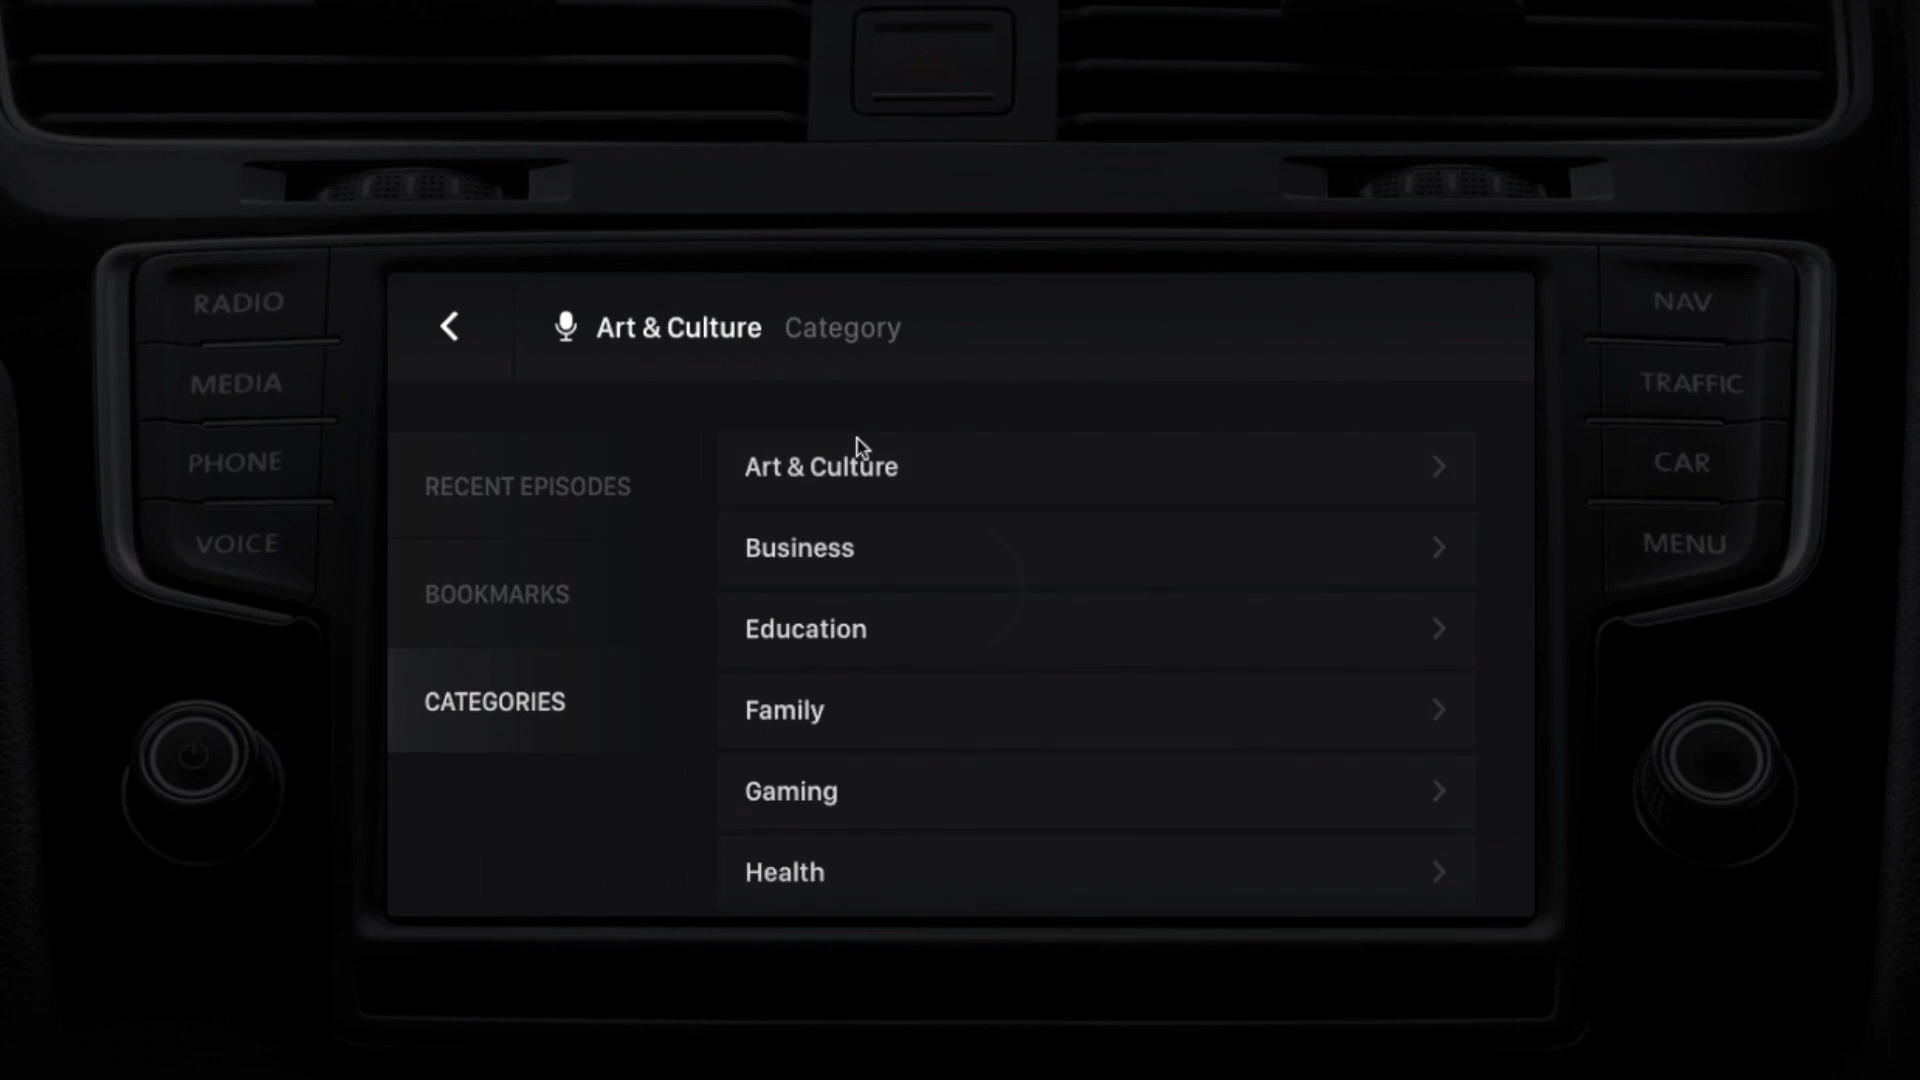 RADIO
MEDIA
PHONE
VOICE
NAV
TRAFFIC
CAR
MENU
Art & Culture Category
RECENT EPISODES
BOOKMARKS
CATEGORIES
Art & Culture
Business
Education
Family
Gaming
Health